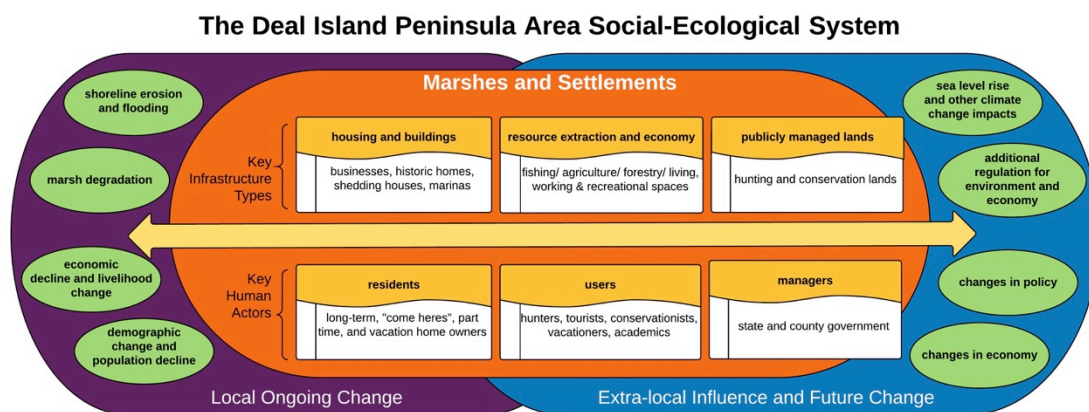 The Deal Island Peninsula Area Social-Ecological System
Marshes and Settlements
shoreline erosion
and flooding
marsh degradation
economic
decline and livelihood
change
demographic
change and
population decline
Local Ongoing Change
Key
Infrastructure
Types
housing and buildings
businesses, historic homes,
shedding houses, marinas
resource extraction and economy
fishing/ agriculture/ forestry/ living,
working & recreational spaces
publicly managed lands
hunting and conservation lands
Key
Human
Actors
residents
long-term, "come heres", part
time, and vacation home owners
users
hunters, tourists, conservationists,
vacationers, academics
managers
state and county government
sea level rise
and other climate
change impacts
additional
regulation for
environment and
economy
changes in policy
changes in economy
Extra-local Influence and Future Change